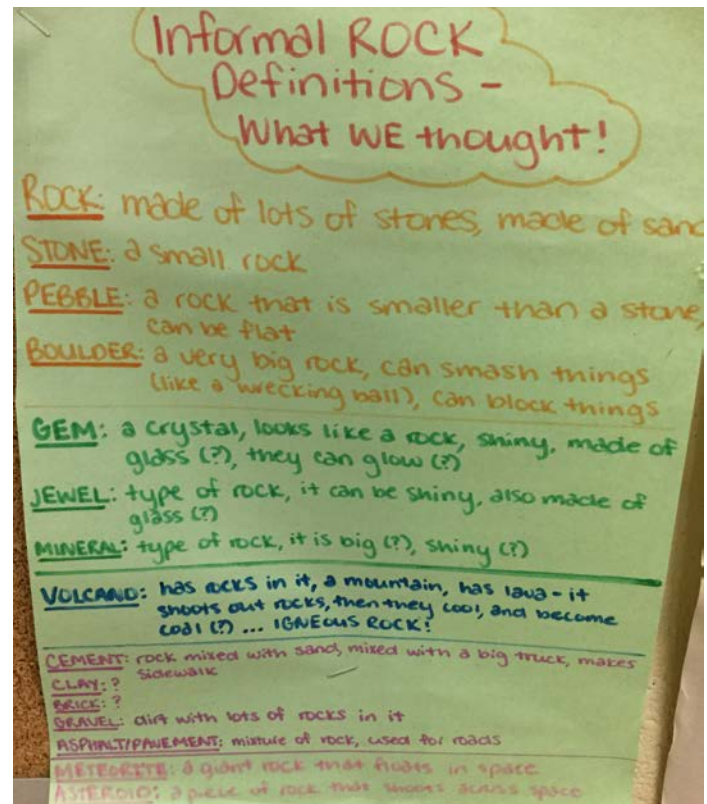 Informal ROCK
Definitions -
What WE thought!
ROCK: made of lots of stones, made of sand
STONE: a small rock
PEBBLE: a rock that is smaller than a stone,
can be flat
BOULDER: a very big rock, can smash things
(like a wrecking ball), can block things
GEM: a crystal, looks like a rock, shiny, made of
glass (?), they can glow (?)
JEWEL: type of rock, it can be shiny, also made of
glass (?)
MINERAL: type of rock, it is big (?), shiny (?)
VOLCANO: has rocks in it, a mountain, has lava - it
shoots out rocks, then they cool, and become
coal (?) ... IGNEOUS ROCK!
CEMENT: rock mixed with sand, mixed with a big truck, makes
sidewalk
CLAY: ?
BRICK: ?
GRAVEL: dirt with lots of rocks in it
ASPHALT/PAVEMENT: mixture of rock, used for roads
METEORITE: a giant rock that floats in space
ASTEROID: a piece of rock that shoots across space